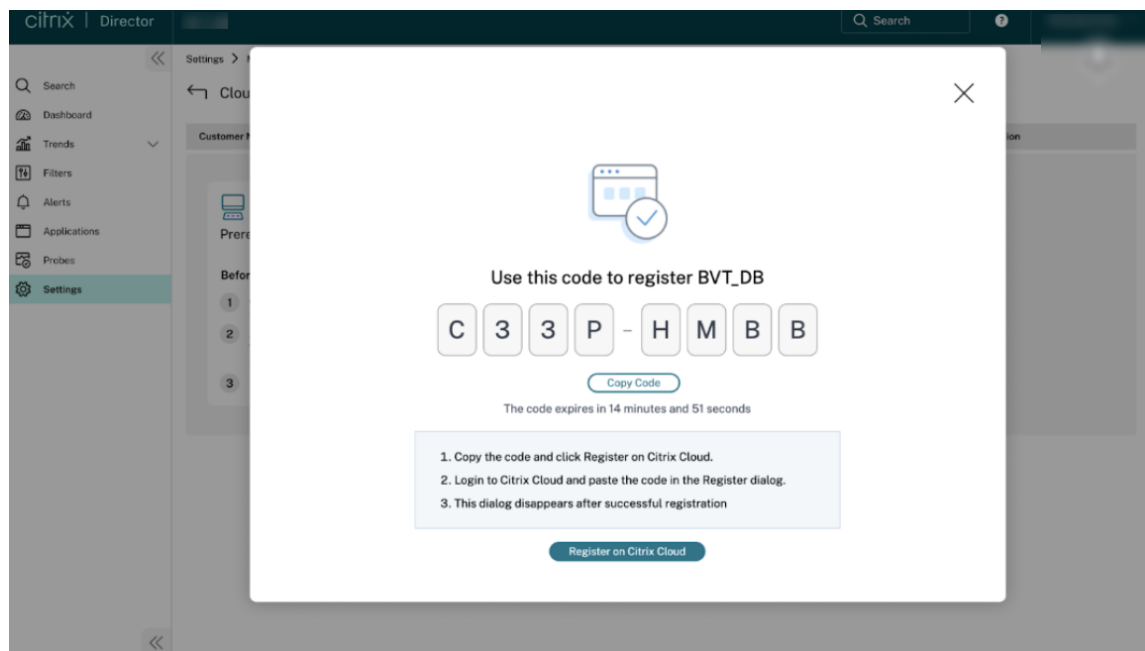 citrix | Director
Search
?
Settings >
Search
Clou
Dashboard
Customer N
ion
Trends
Filters
Alerts
Applications
Prere
Probes
Befor
Settings
1
2
3
Use this code to register BVT_DB
C 3 3 P - H M B B
Copy Code
The code expires in 14 minutes and 51 seconds
1. Copy the code and click Register on Citrix Cloud.
2. Login to Citrix Cloud and paste the code in the Register dialog.
3. This dialog disappears after successful registration
Register on Citrix Cloud